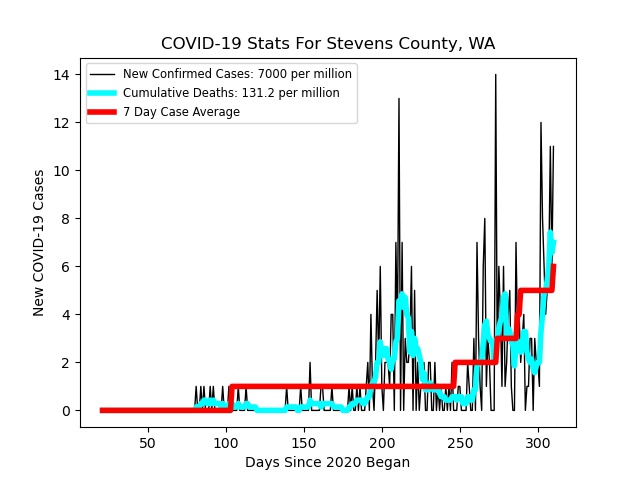 COVID-19 Stats For Stevens County, WA
New Confirmed Cases: 7000 per million
Cumulative Deaths: 131.2 per million
7 Day Case Average
New COVID-19 Cases
14
12
10
8
6
4
2
0
50
100
150
200
250
300
Days Since 2020 Began